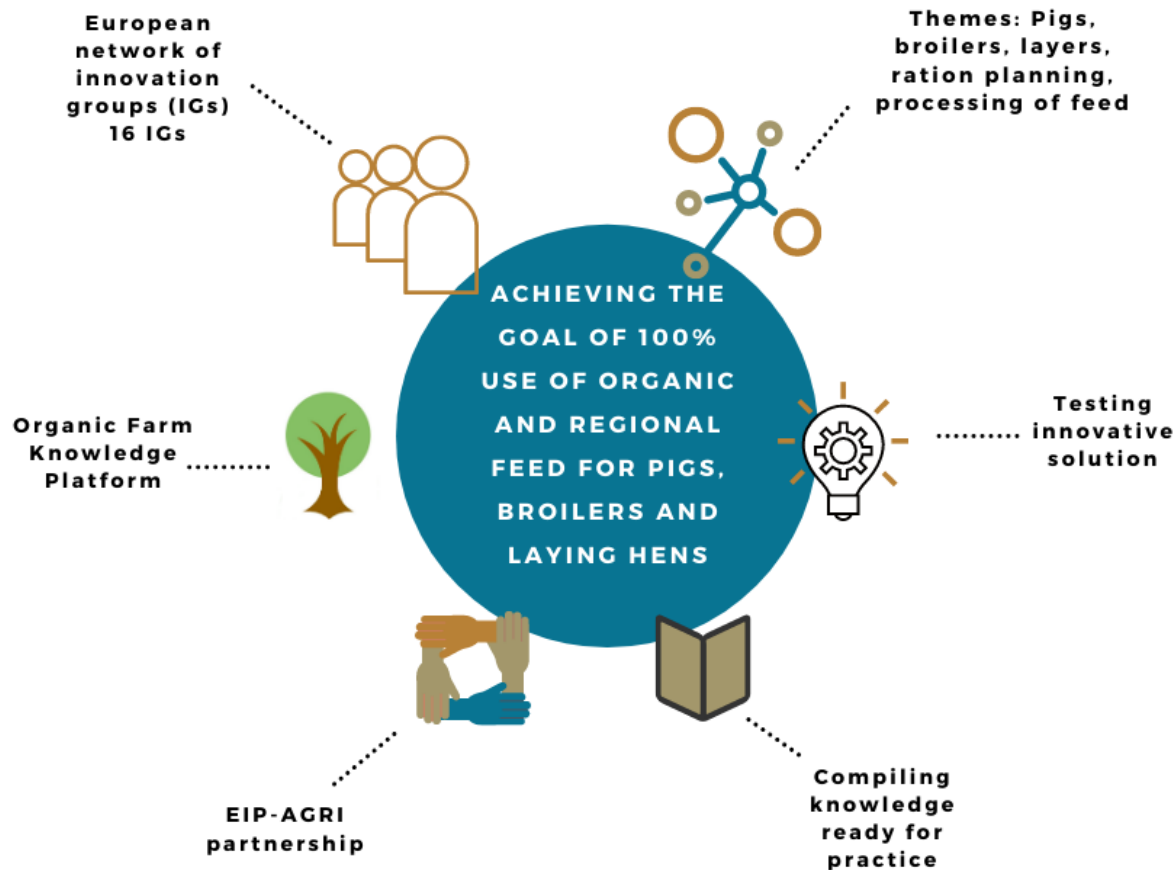 European
network of
innovation
groups (IGs)
16 IGs
Themes: Pigs,
broilers, layers,
ration planning,
processing of feed
ACHIEVING THE
GOAL OF 100%
USE OF ORGANIC
AND REGIONAL
FEED FOR PIGS,
BROILERS AND
LAYING HENS
Organic Farm
Knowledge
Platform
Testing
innovative
solution
EIP-AGRI
partnership
Compiling
knowledge
ready for
practice